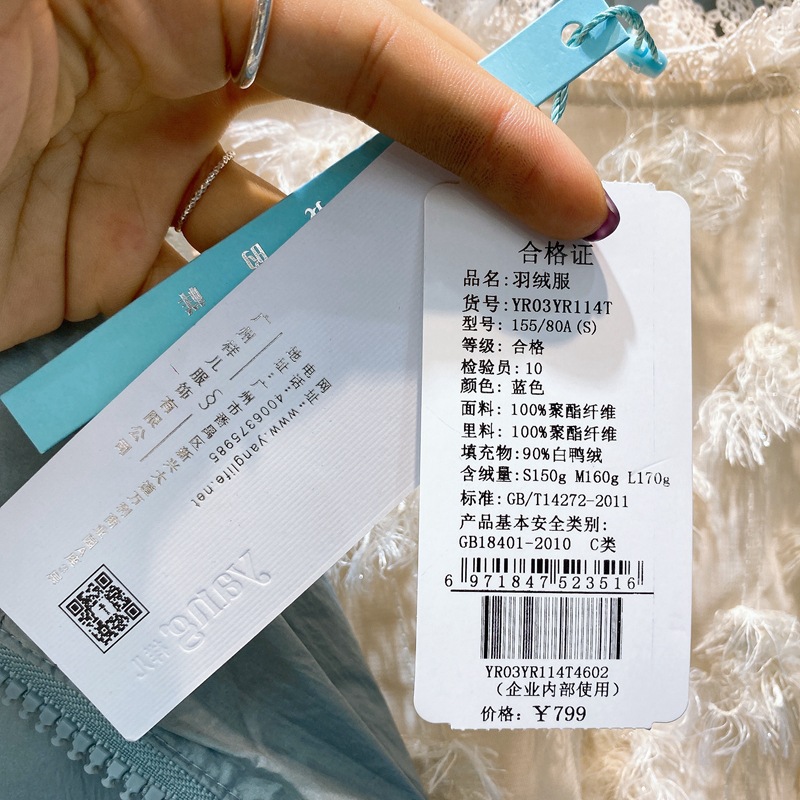 合格证
品名:羽绒服
货号:YR03YR114T
型号: 155/80A(S)
等级: 合格
检验员: 10
颜色: 蓝色
面料: 100%聚酯纤维
里料: 100%聚酯纤维
填充物:90%白鸭绒
含绒量:S150g M160g L170g
标准: GB/T14272-2011
产品基本安全类别:
GB18401-2010 C类
6 971847 523516
YR03YR114T4602
(企业内部使用)
价格: ¥799
广州祥儿服饰有限公司
网址:www.yanglite.net
电话:4006375985
Yang